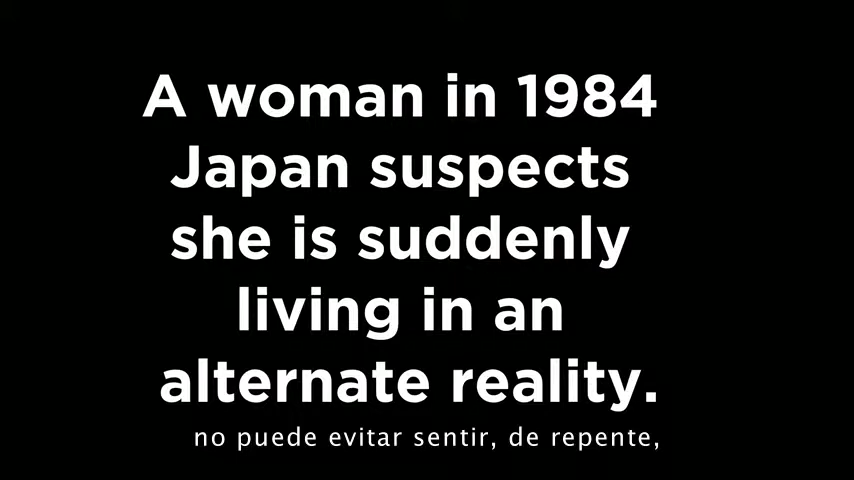 A woman in 1984
Japan suspects
she is suddenly
living in an
alternate reality.
no puede evitar sentir, de repente,